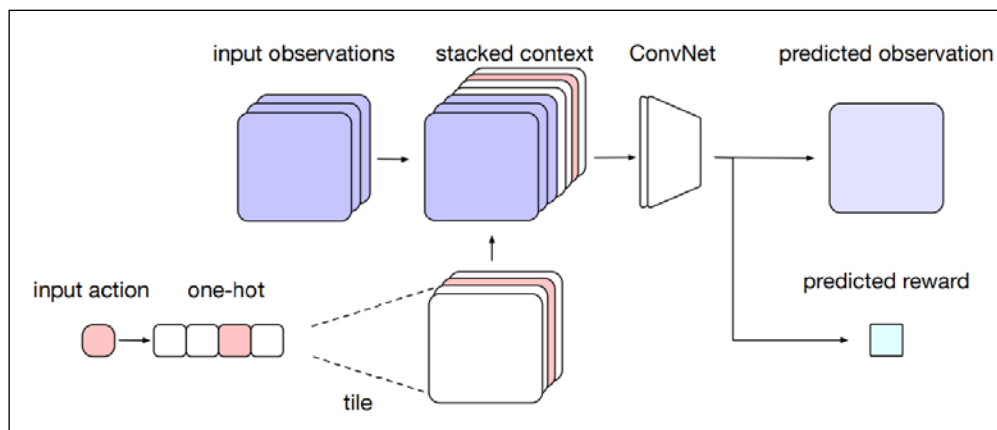 input observations
stacked context
ConvNet
predicted observation
input action
one-hot
predicted reward
tile